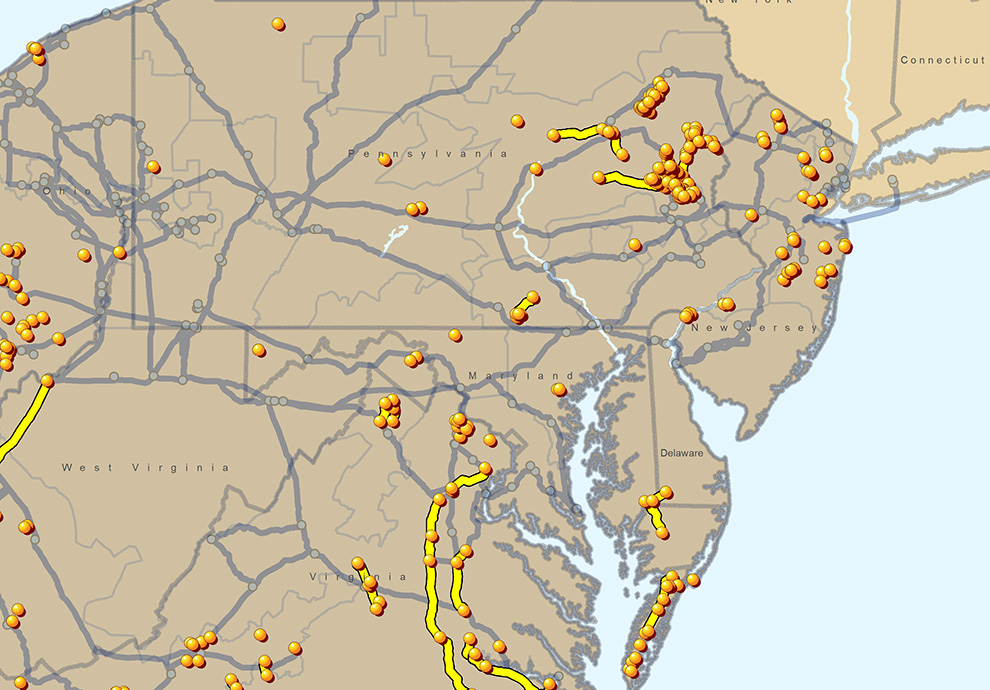 New York
Connecticut
Pennsylvania
Ohio
New Jersey
Maryland
Delaware
West Virginia
Virginia